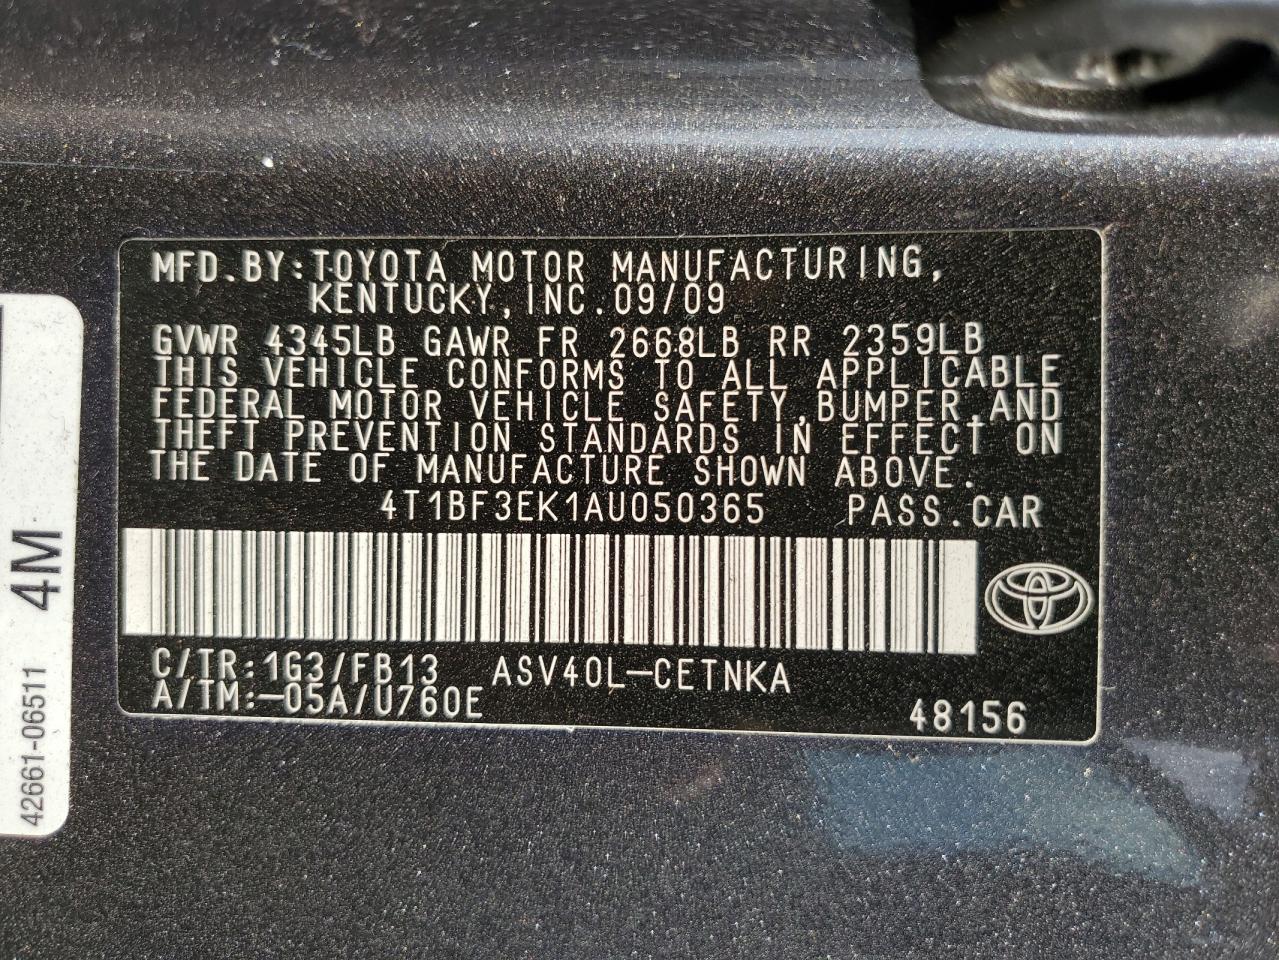 MFD.BY:TOYOTA MOTOR MANUFACTURING,
KENTUCKY, INC.09/09
GVWR 4345LB GAWR FR 2668LB RR 2359LB
THIS VEHICLE CONFORMS TO ALL APPLICABLE
FEDERAL MOTOR VEHICLE SAFETY,BUMPER,AND
THEFT PREVENTION STANDARDS IN EFFECT ON
THE DATE OF MANUFACTURE SHOWN ABOVE.
4T1BF3EK1AU050365 PASS.CAR
C/TR:1G3/FB13 ASV40L-CETNKA
A/TM:-05A/U760E
48156
42661-06511 4M